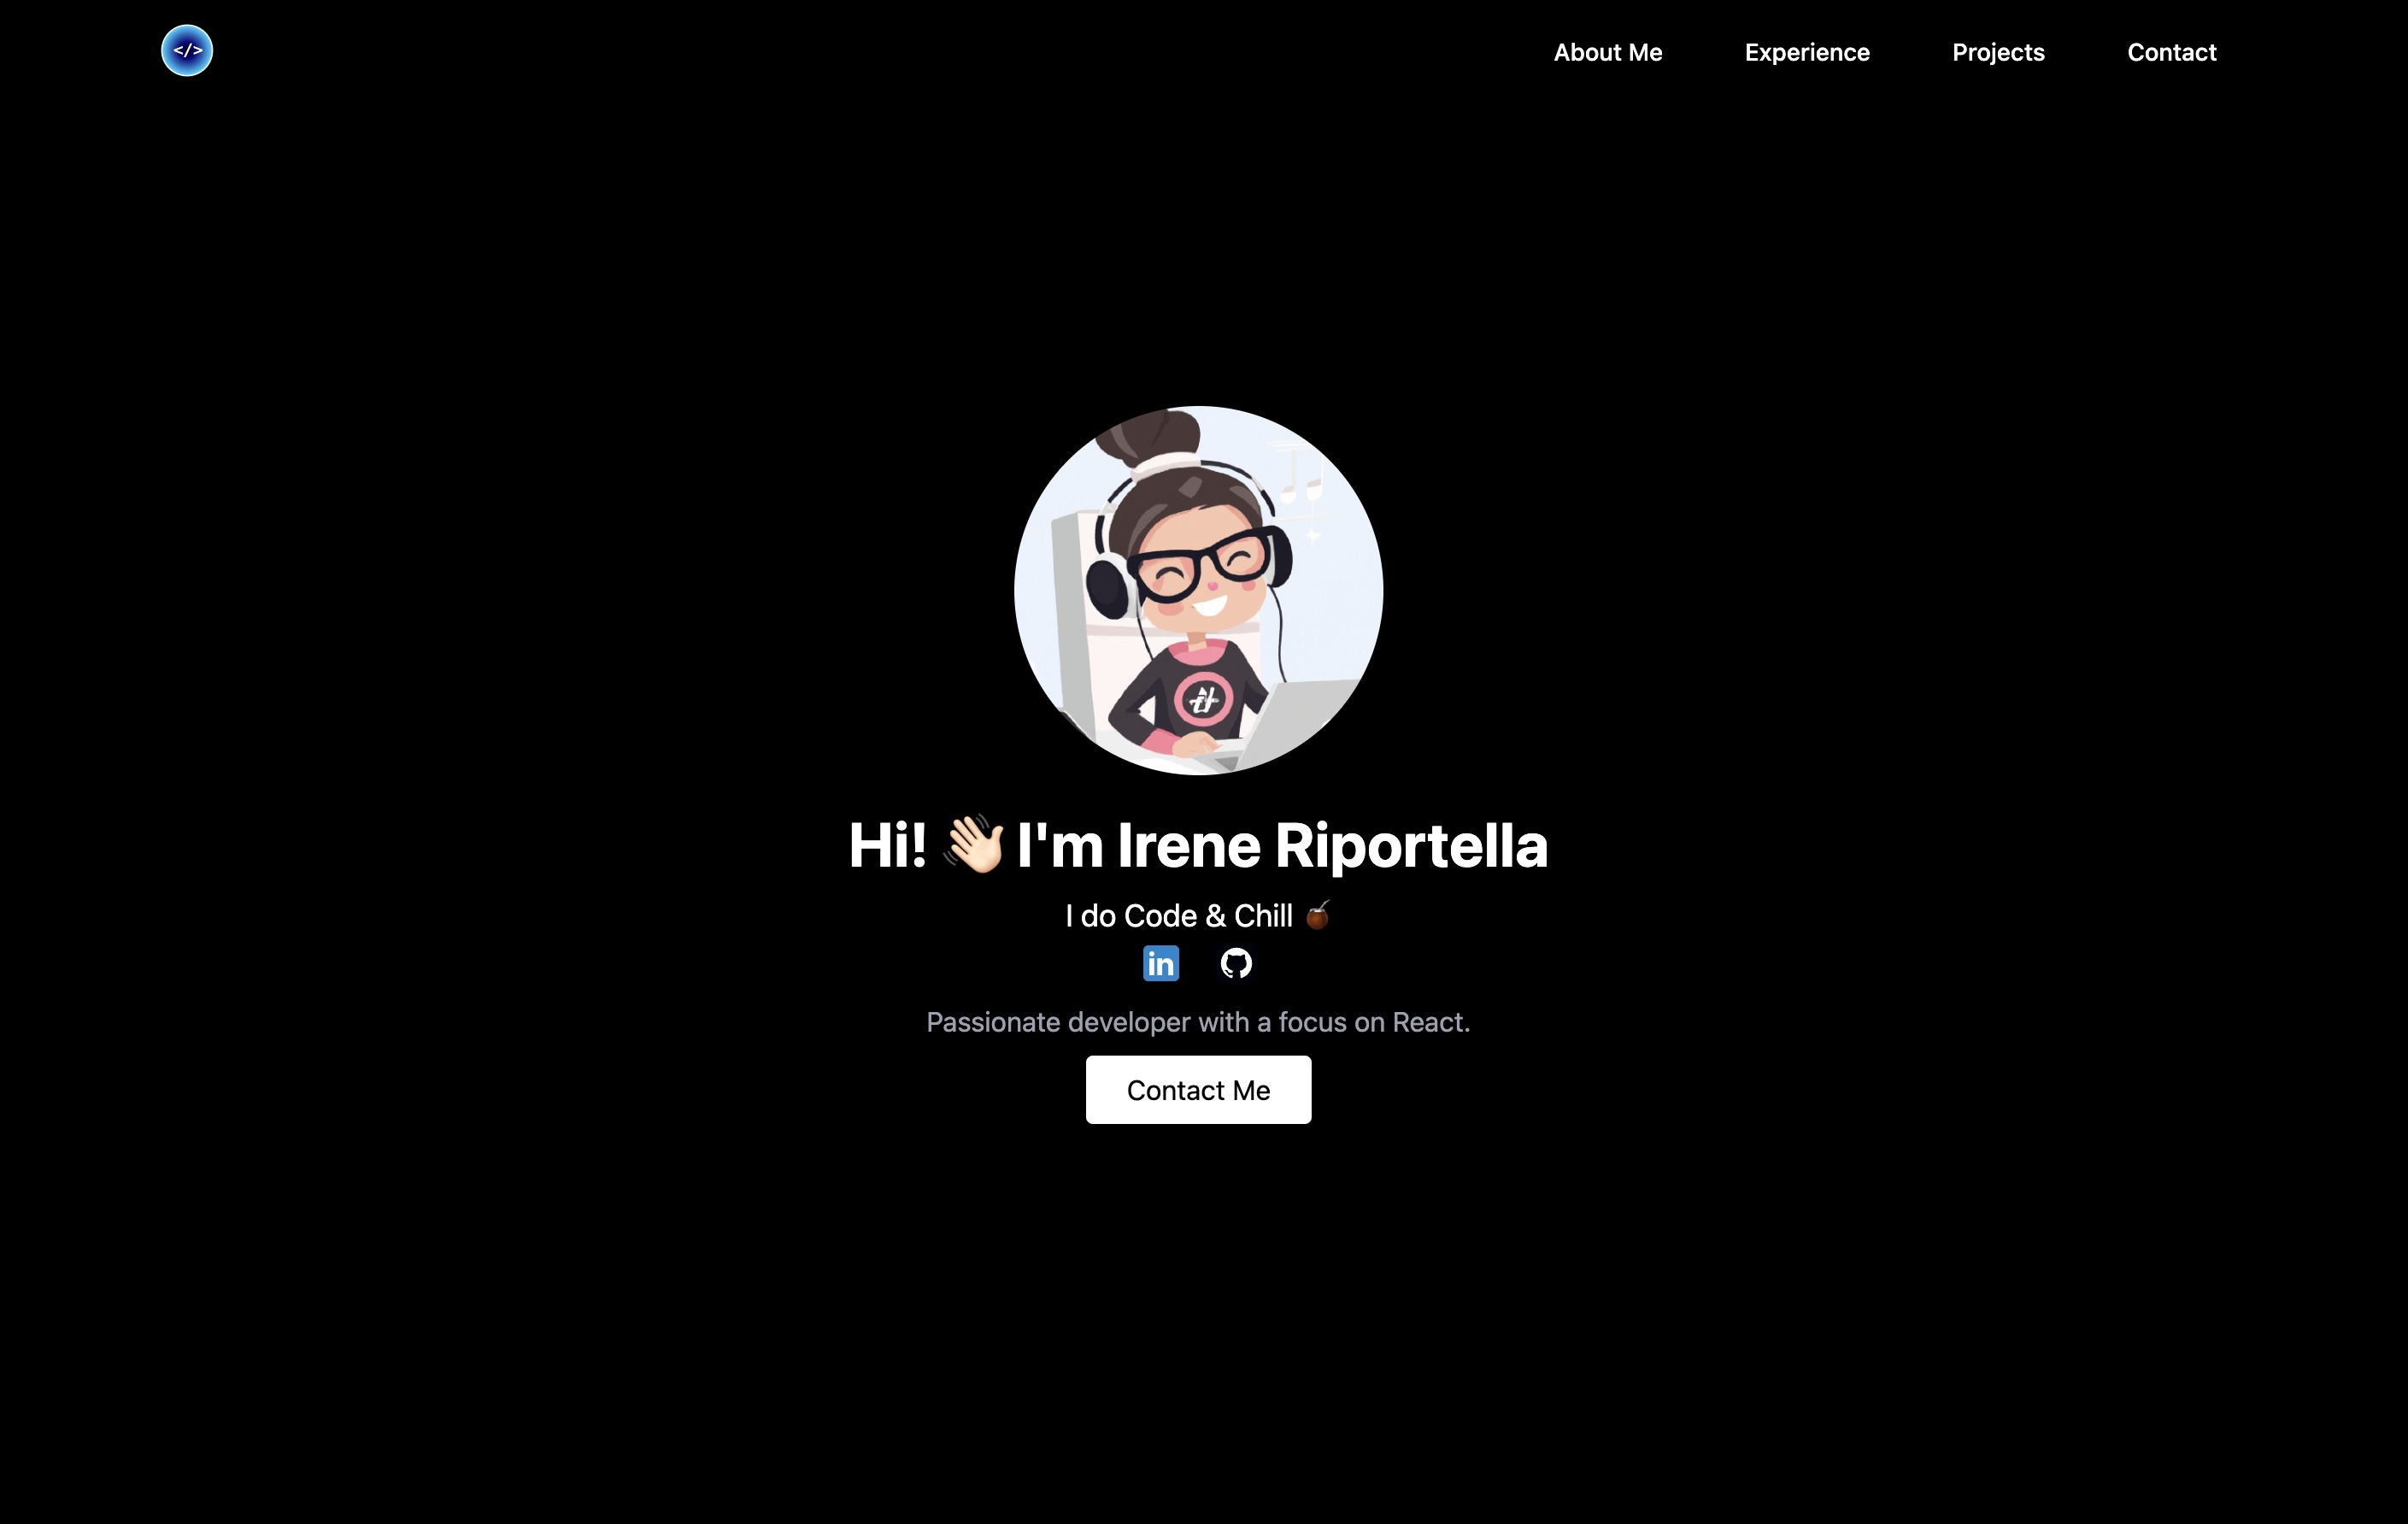 </>
About Me Experience Projects Contact
Hi! 👋🏻 I'm Irene Riportella
I do Code & Chill 🧉
in
Passionate developer with a focus on React.
Contact Me